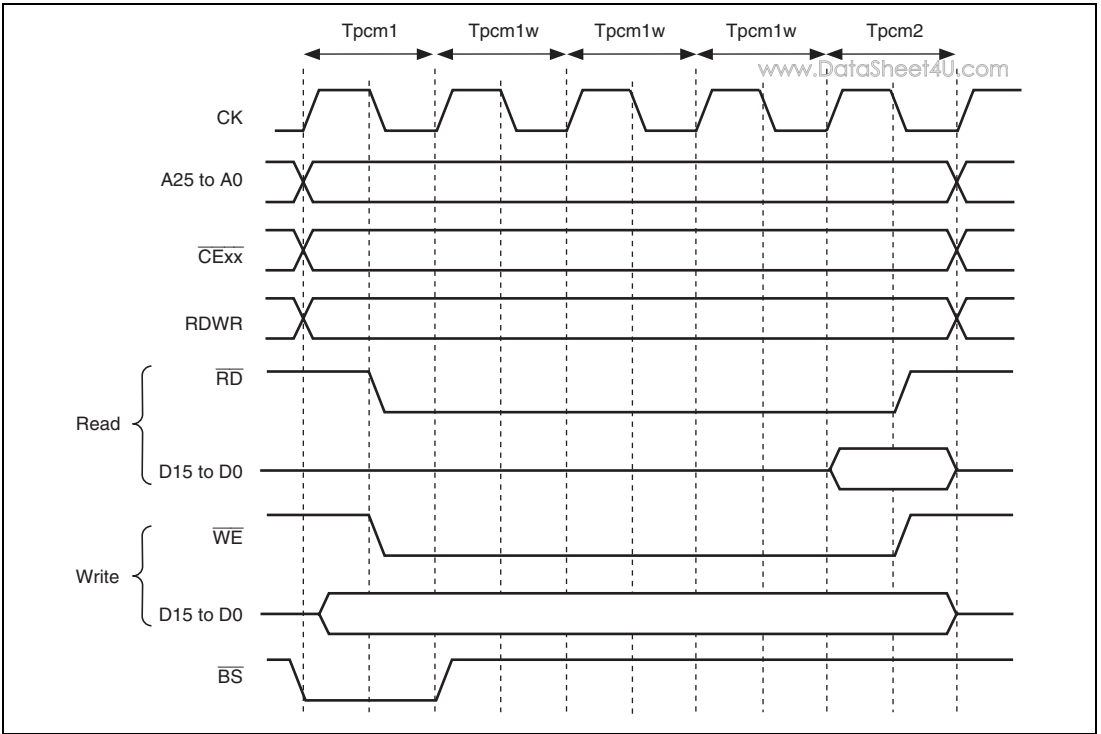 Tpcm1 Tpcm1w Tpcm1w Tpcm1w Tpcm2
www.DataSheet4U.com
CK
A25 to A0
CExx
RDWR
RD
Read
D15 to D0
WE
Write
D15 to D0
BS